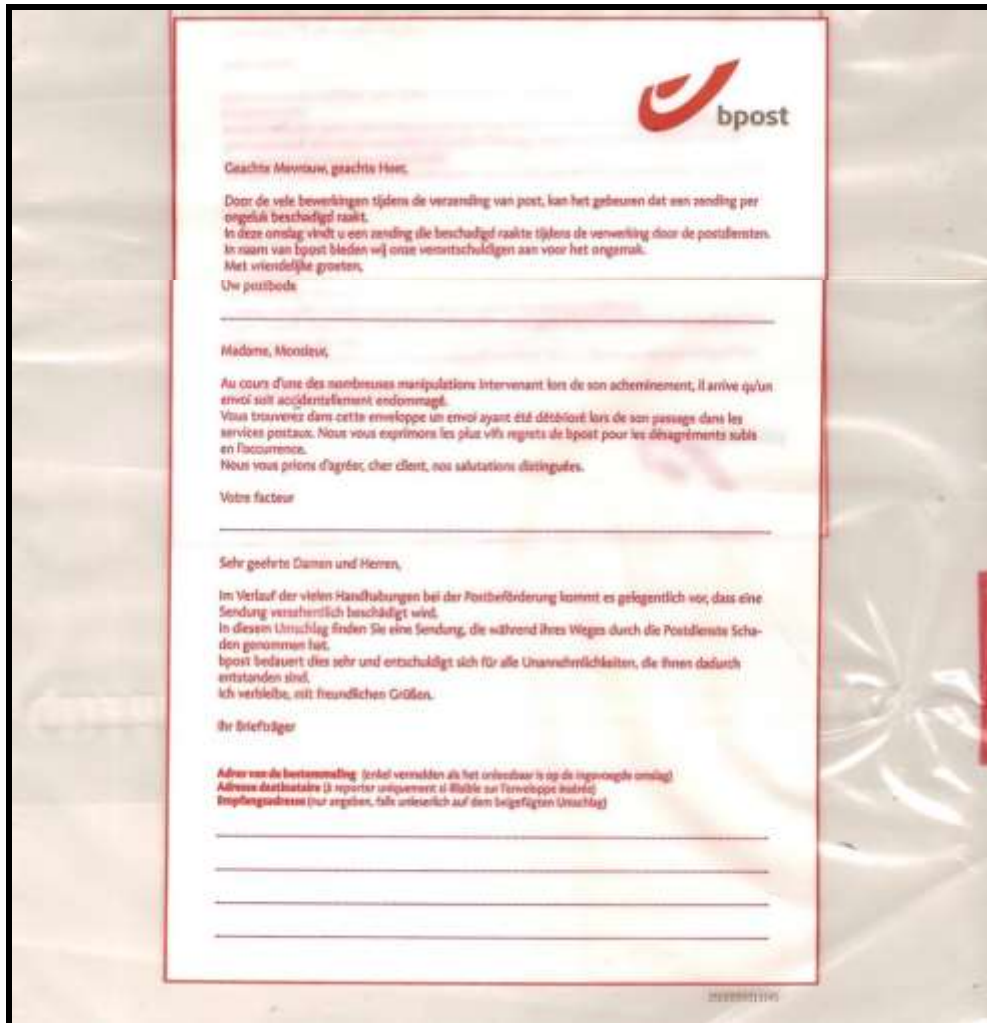 bpost
Geachte Mevrouw, geachte Heer,
Door de vele bewerkingen tijdens de verzending van post, kan het gebeuren dat een zending per
ongeluk beschadigd raakt.
In deze omslag vindt u een zending die beschadigd raakte tijdens de verwerking door de postdiensten.
In naam van bpost bieden wij onze verontschuldigen aan voor het ongemak.
Met vriendelijke groeten,
Uw postbode
Madame, Monsieur,
Au cours d'une des nombreuses manipulations intervenant lors de son acheminement, il arrive qu'un
envoi soit accidentellement endommagé.
Vous trouverez dans cette enveloppe un envoi ayant été détérioré lors de son passage dans les
services postaux. Nous vous exprimons les plus vifs regrets de bpost pour les désagréments subis
en l'occurrence.
Nous vous prions d'agréer, cher client, nos salutations distinguées.
Votre facteur
Sehr geehrte Damen und Herren,
Im Verlauf der vielen Handhabungen bei der Postbeförderung kommt es gelegentlich vor, dass eine
Sendung versehentlich beschädigt wird.
In diesem Umschlag finden Sie eine Sendung, die während ihres Weges durch die Postdienste Scha-
den genommen hat.
bpost bedauert dies sehr und entschuldigt sich für alle Unannehmlichkeiten, die Ihnen dadurch
entstanden sind.
Ich verbleibe, mit freundlichen Grüßen.
Ihr Briefträger
Adres van de bestemmeling (enkel vermelden als het onleesbaar is op de ingevoegde omslag)
Adresse destinataire (à reporter uniquement si illisible sur l'enveloppe insérée)
Empfangsadresse (nur angeben, falls unleserlich auf dem beigefügten Umschlag)